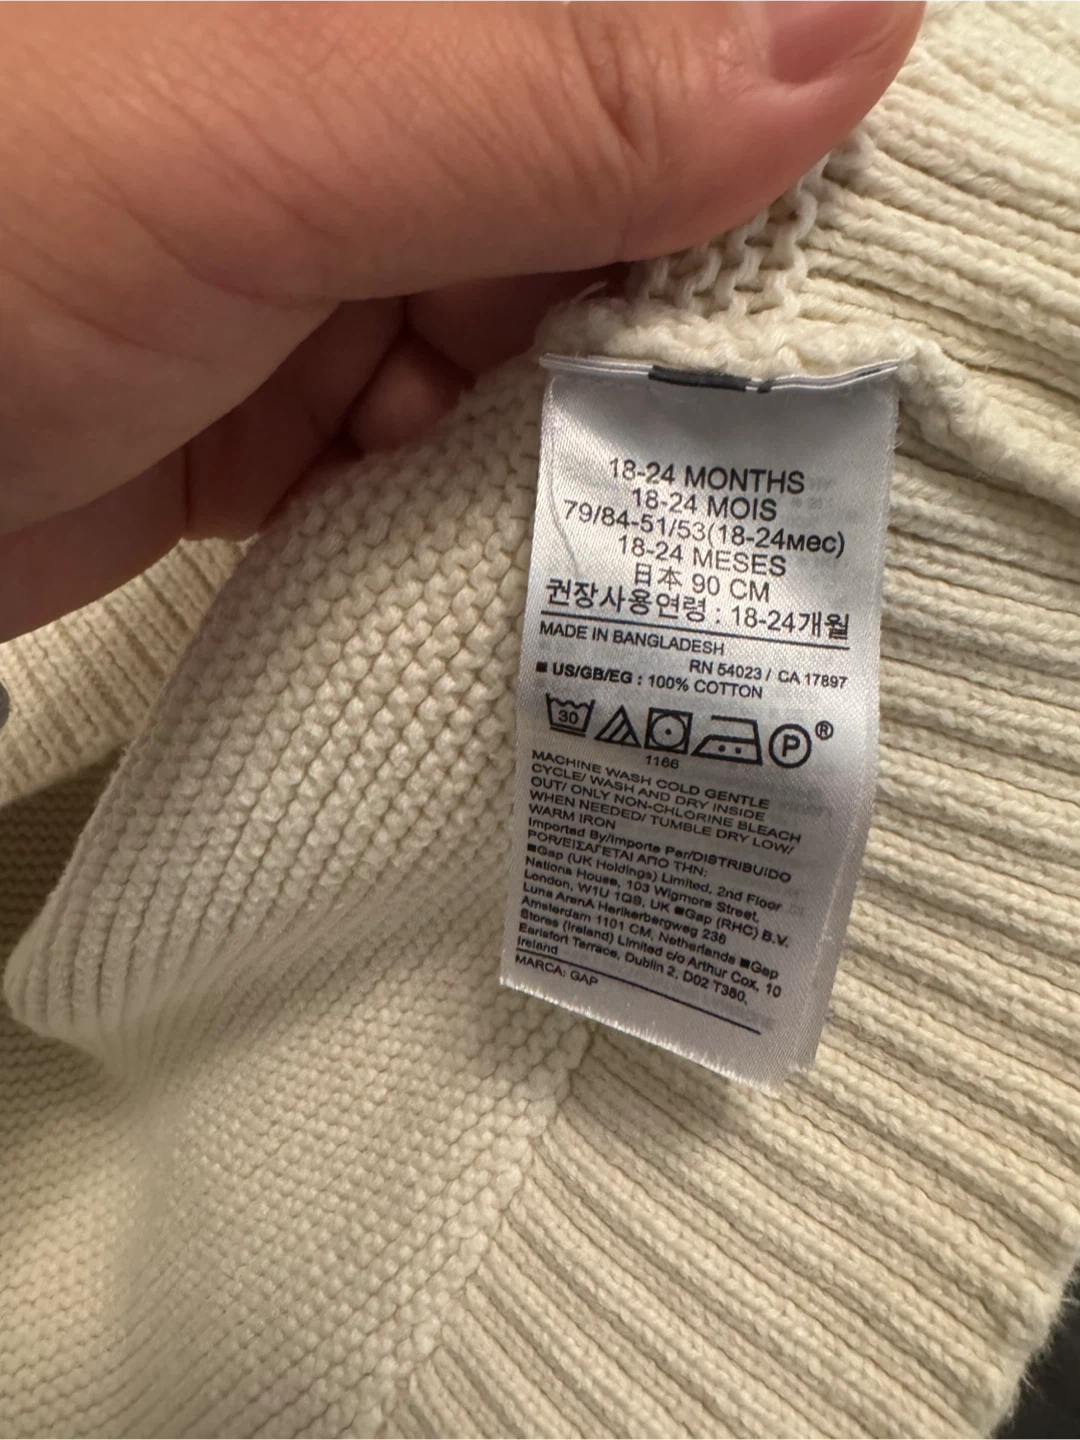 18-24 MONTHS
18-24 MOIS
79/84-51/53(18-24мес)
18-24 MESES
日本 90 CM
권장사용연령 : 18-24개월
MADE IN BANGLADESH
RN 54023 / CA 17897
■ US/GB/EG : 100% COTTON
30 P ®
1166
MACHINE WASH COLD GENTLE
CYCLE/ WASH AND DRY INSIDE
OUT/ ONLY NON-CHLORINE BLEACH
WHEN NEEDED/ TUMBLE DRY LOW/
WARM IRON
Imported By/Importe Par/DISTRIBUIDO
POR/ΕΙΣΑΓΕΤΑΙ ΑΠΟ ΤΗΝ:
■Gap (UK Holdings) Limited, 2nd Floor
Nations House, 103 Wigmore Street,
London, W1U 1QS, UK ■Gap (RHC) B.V.
Luna ArenA Herikerbergweg 238
Amsterdam 1101 CM, Netherlands ■Gap
Stores (Ireland) Limited c/o Arthur Cox, 10
Earlsfort Terrace, Dublin 2, D02 T380,
Ireland
MARCA: GAP